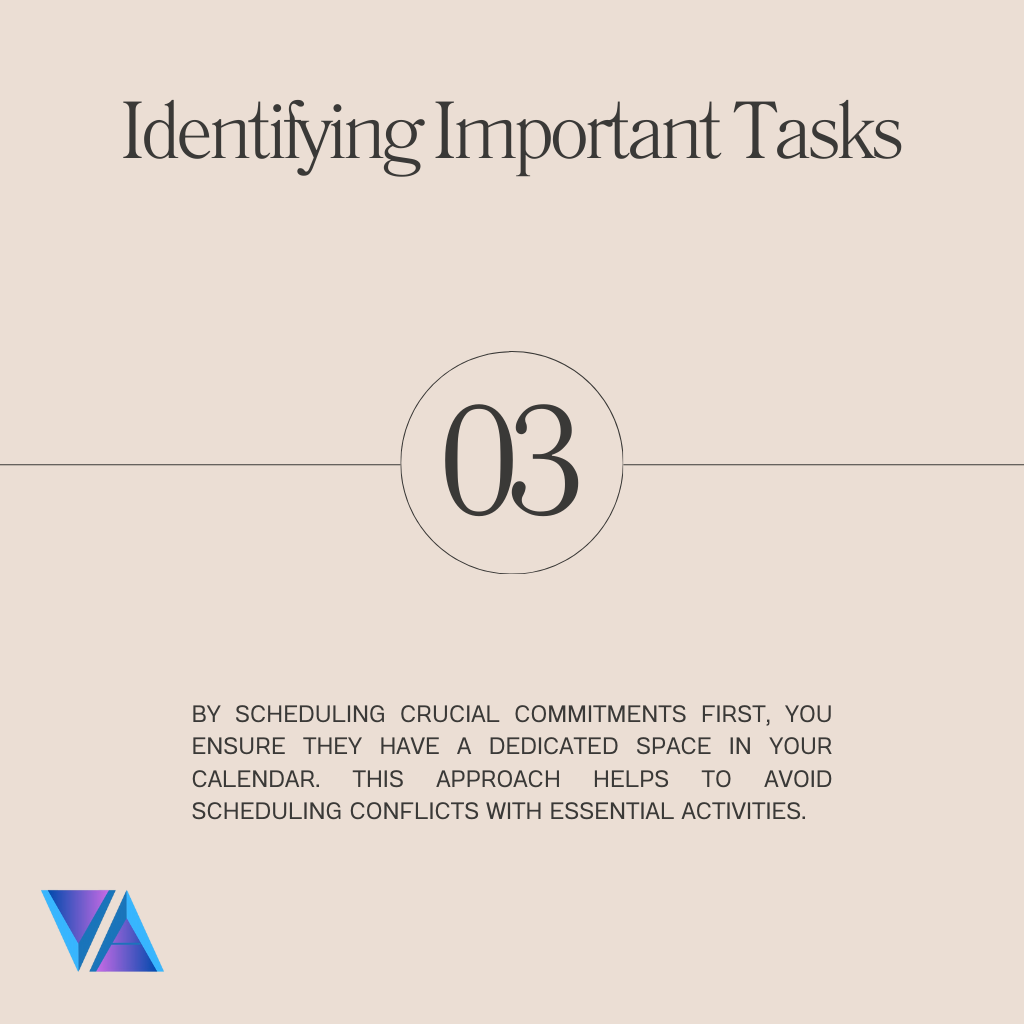 Identifying Important Tasks
03
BY SCHEDULING CRUCIAL COMMITMENTS FIRST, YOU
ENSURE THEY HAVE A DEDICATED SPACE IN YOUR
CALENDAR. THIS APPROACH HELPS TO AVOID
SCHEDULING CONFLICTS WITH ESSENTIAL ACTIVITIES.
VA